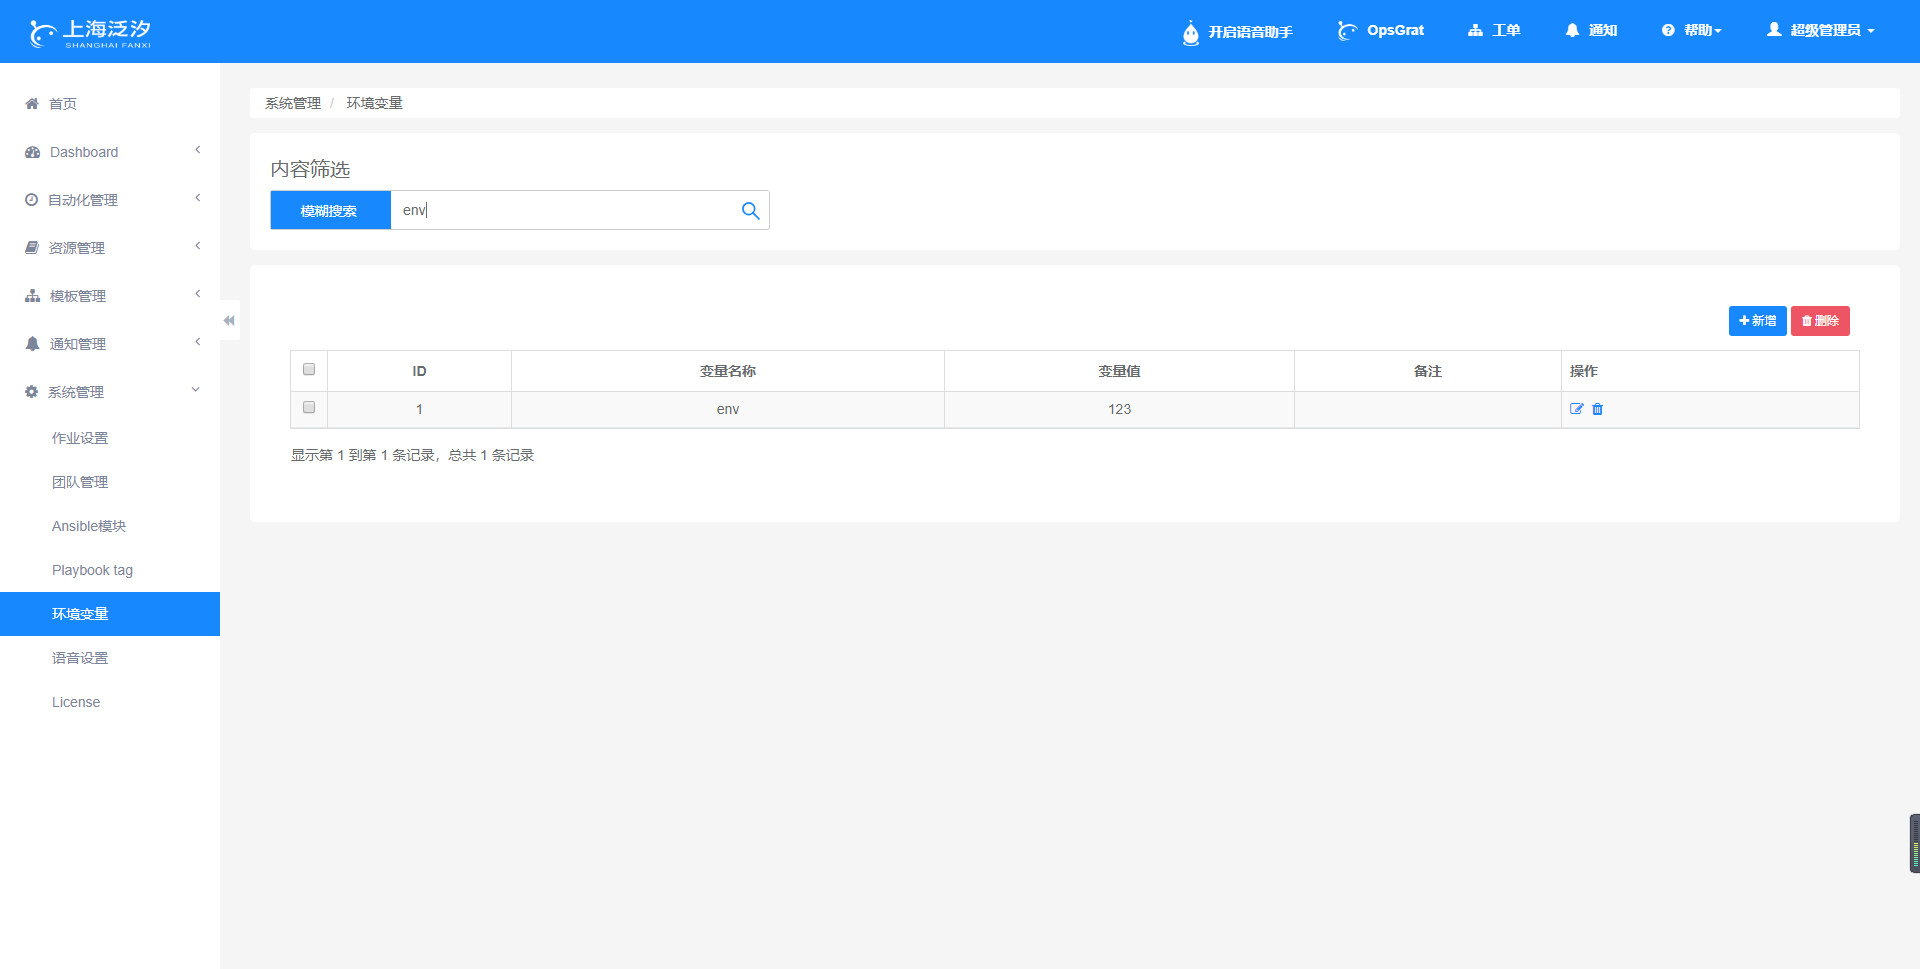 上海泛汐
SHANGHAI FANXI
开启语音助手
OpsGrat
工单
通知
帮助
超级管理员
首页
Dashboard
自动化管理
资源管理
模板管理
通知管理
系统管理
作业设置
团队管理
Ansible模块
Playbook tag
环境变量
语音设置
License
系统管理 / 环境变量
内容筛选
模糊搜索 env
新增 删除
ID 变量名称 变量值 备注 操作
1 env 123
显示第 1 到第 1 条记录，总共 1 条记录